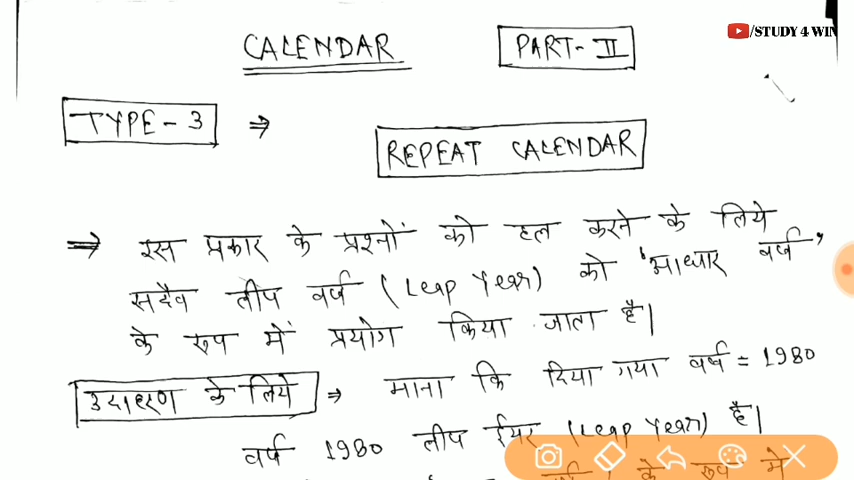 /STUDY 4 WIN
CALENDAR PART-II
TYPE-3 ⇒
REPEAT CALENDAR
⇒ इस प्रकार के प्रश्नों को हल करने के लिये
सदैव लीप वर्ष (Leap Year) को 'आधार वर्ष'
के रूप में प्रयोग किया जाता है।
उदाहरण के लिये ⇒ माना कि दिया गया वर्ष = 1980
वर्ष 1980 लीप ईयर (Leap Year) है।
के रूप में